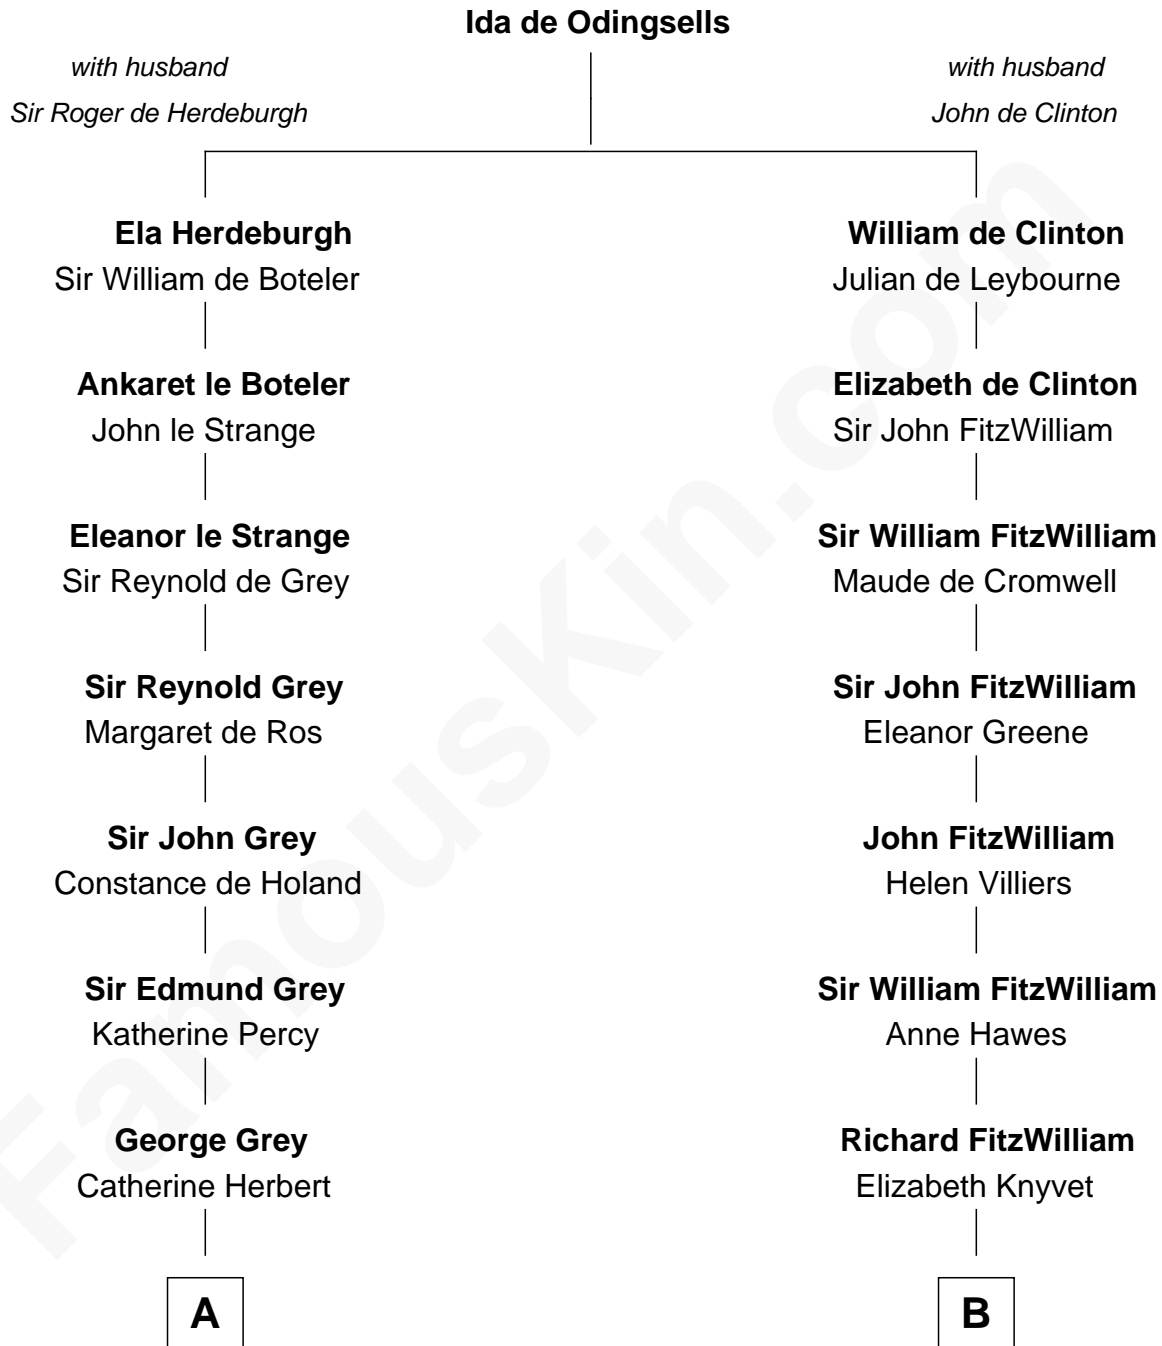 Ida de Odingsells
with husband
Sir Roger de Herdeburgh
with husband
John de Clinton
Ela Herdeburgh
Sir William de Boteler
William de Clinton
Julian de Leybourne
Ankaret le Boteler
John le Strange
Elizabeth de Clinton
Sir John FitzWilliam
Eleanor le Strange
Sir Reynold de Grey
Sir William FitzWilliam
Maude de Cromwell
Sir Reynold Grey
Margaret de Ros
Sir John FitzWilliam
Eleanor Greene
Sir John Grey
Constance de Holand
John FitzWilliam
Helen Villiers
Sir Edmund Grey
Katherine Percy
Sir William FitzWilliam
Anne Hawes
George Grey
Catherine Herbert
Richard FitzWilliam
Elizabeth Knyvet
A
B
FamousKin.com